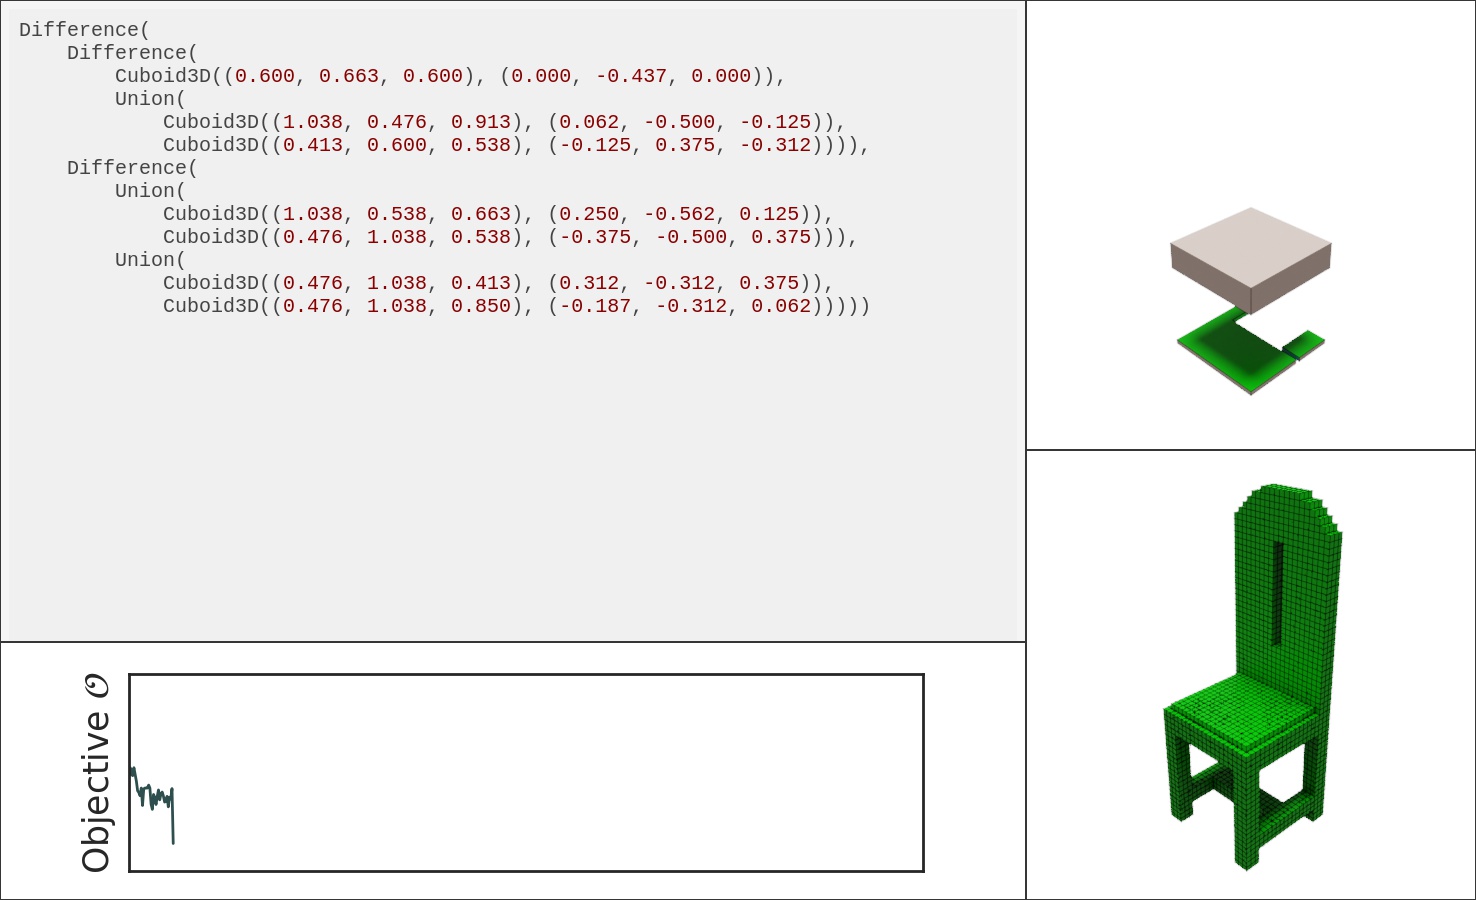 Difference(
    Difference(
        Cuboid3D((0.600, 0.663, 0.600), (0.000, -0.437, 0.000)),
        Union(
            Cuboid3D((1.038, 0.476, 0.913), (0.062, -0.500, -0.125)),
            Cuboid3D((0.413, 0.600, 0.538), (-0.125, 0.375, -0.312)))),
    Difference(
        Union(
            Cuboid3D((1.038, 0.538, 0.663), (0.250, -0.562, 0.125)),
            Cuboid3D((0.476, 1.038, 0.538), (-0.375, -0.500, 0.375))),
        Union(
            Cuboid3D((0.476, 1.038, 0.413), (0.312, -0.312, 0.375)),
            Cuboid3D((0.476, 1.038, 0.850), (-0.187, -0.312, 0.062)))))
Objective 𝒪